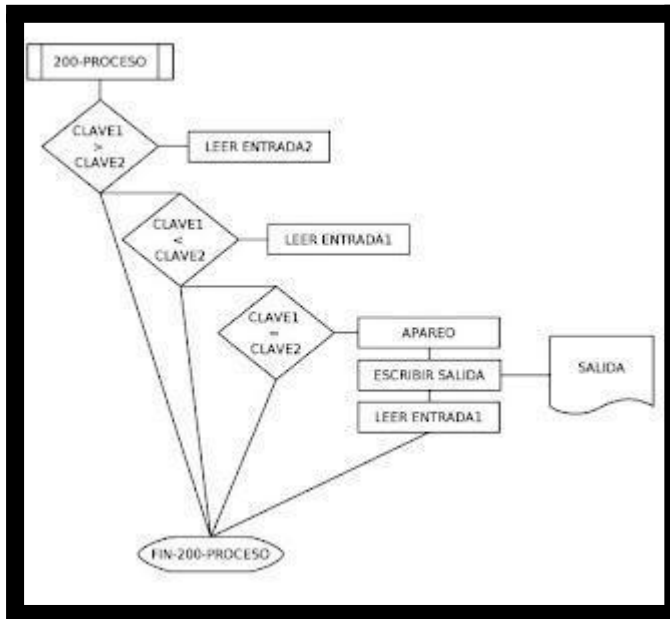 200-PROCESO
CLAVE1
>
CLAVE2
LEER ENTRADA2
CLAVE1
<
CLAVE2
LEER ENTRADA1
CLAVE1
=
CLAVE2
APAREO
ESCRIBIR SALIDA
SALIDA
LEER ENTRADA1
FIN-200-PROCESO